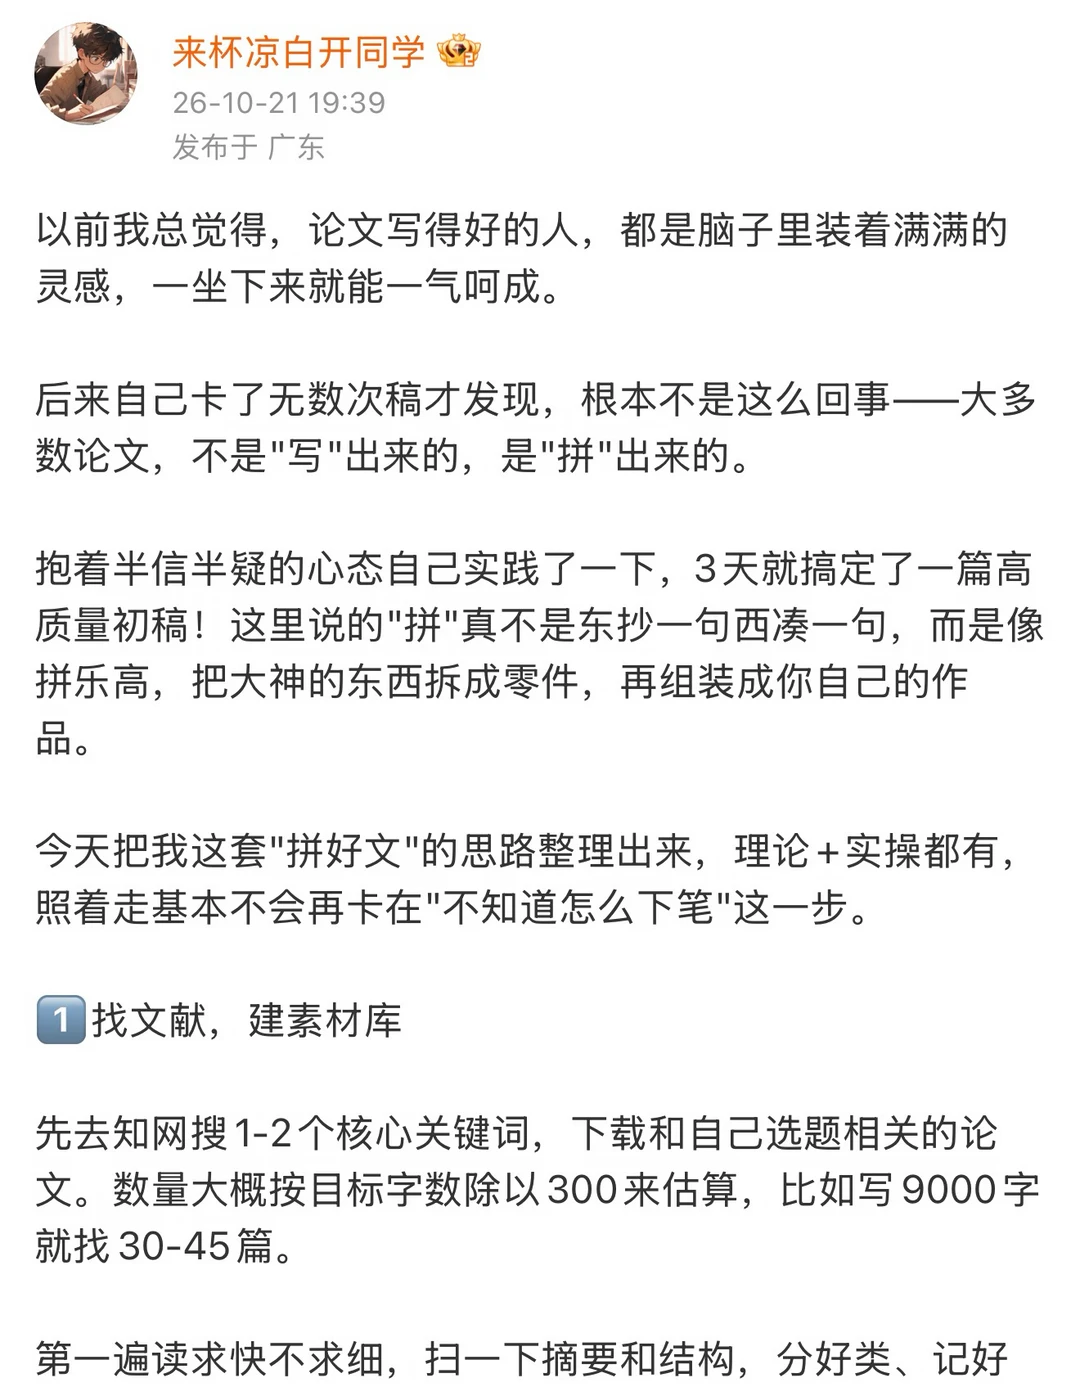 来杯凉白开同学
26-10-21 19:39
发布于 广东
以前我总觉得，论文写得好的人，都是脑子里装着满满的
灵感，一坐下来就能一气呵成。
后来自己卡了无数次稿才发现，根本不是这么回事——大多
数论文，不是"写"出来的，是"拼"出来的。
抱着半信半疑的心态自己实践了一下，3天就搞定了一篇高
质量初稿！这里说的"拼"真不是东抄一句西凑一句，而是像
拼乐高，把大神的东西拆成零件，再组装成你自己的作
品。
今天把我这套"拼好文"的思路整理出来，理论+实操都有，
照着走基本不会再卡在"不知道怎么下笔"这一步。
1️⃣找文献，建素材库
先去知网搜1-2个核心关键词，下载和自己选题相关的论
文。数量大概按目标字数除以300来估算，比如写9000字
就找30-45篇。
第一遍读求快不求细，扫一下摘要和结构，分好类、记好